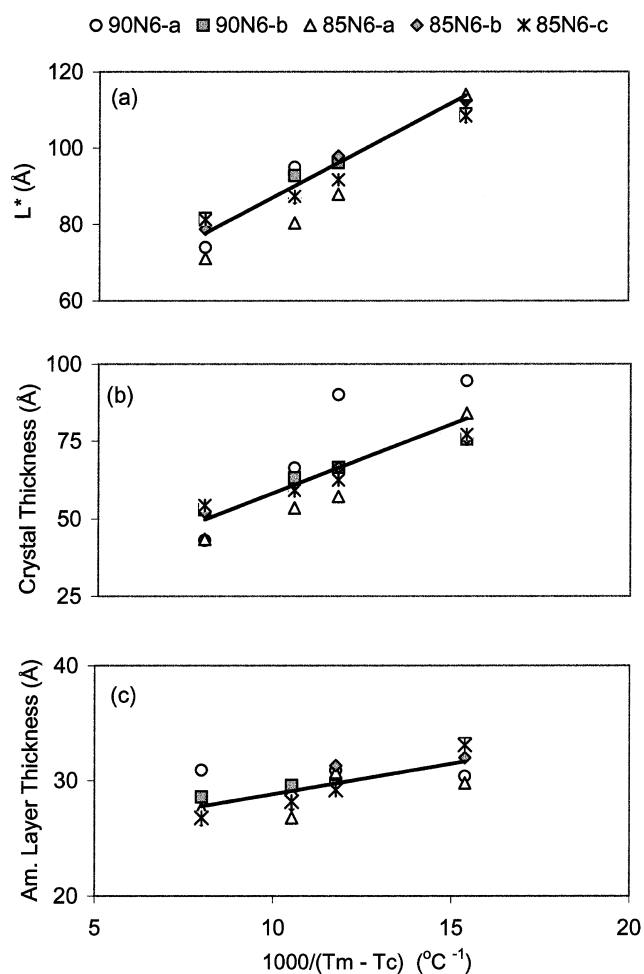 90N6-a 90N6-b 85N6-a 85N6-b 85N6-c
120
(a)
100
L* (Å)
80
60
100
(b)
75
Crystal Thickness (Å)
50
25
40
(c)
30
Am. Layer Thickness (Å)
20
5 10 15 20
1000/(Tm - Tc) (°C⁻¹)